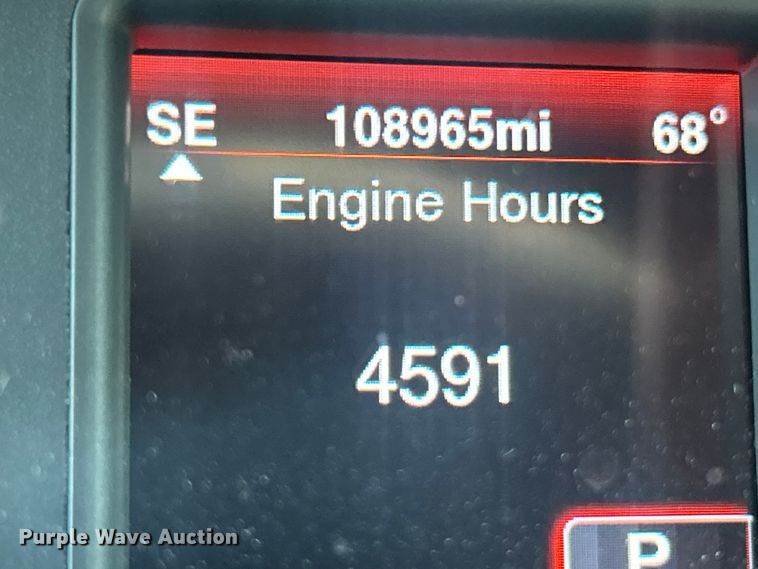 SE 108965mi 68°
Engine Hours
4591
P
Purple Wave Auction